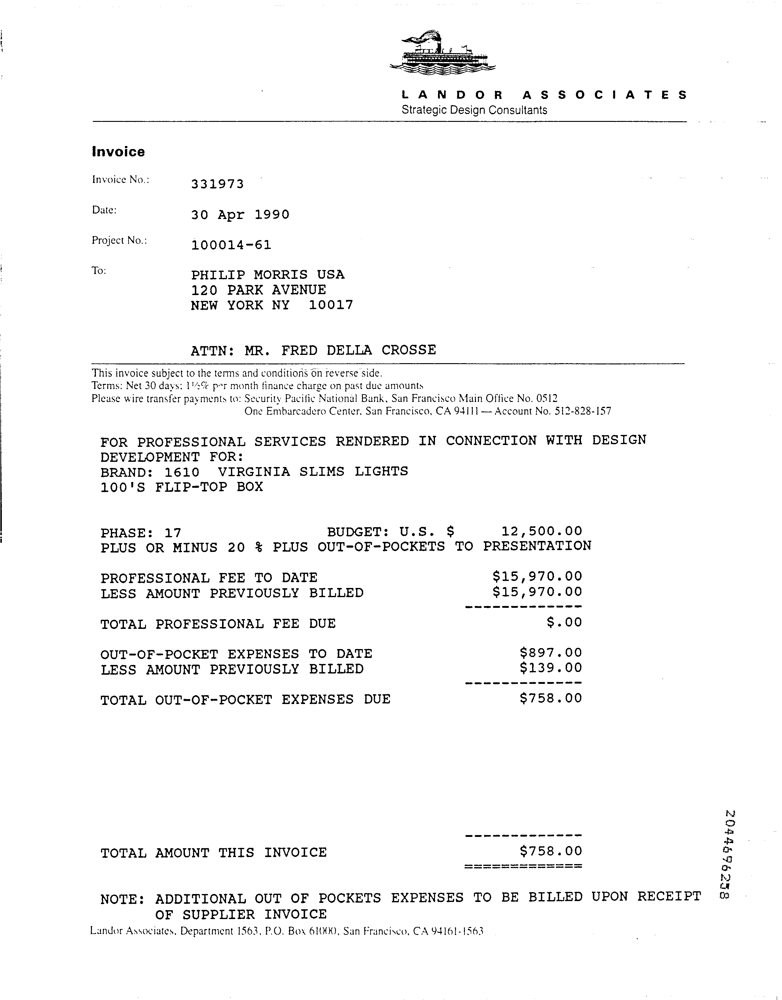 LANDOR ASSOCIATES
Strategic Design Consultants
Invoice
Invoice No.: 331973
Date: 30 Apr 1990
Project No.: 100014-61
To: PHILIP MORRIS USA
120 PARK AVENUE
NEW YORK NY 10017
ATTN: MR. FRED DELLA CROSSE
This invoice subject to the terms and conditions on reverse side.
Terms: Net 30 days: 1½% per month finance charge on past due amounts
Please wire transfer payments to: Security Pacific National Bank, San Francisco Main Office No. 0512
One Embarcadero Center, San Francisco, CA 94111 — Account No. 512-828-157
FOR PROFESSIONAL SERVICES RENDERED IN CONNECTION WITH DESIGN
DEVELOPMENT FOR:
BRAND: 1610 VIRGINIA SLIMS LIGHTS
100'S FLIP-TOP BOX
PHASE: 17 BUDGET: U.S. $ 12,500.00
PLUS OR MINUS 20 % PLUS OUT-OF-POCKETS TO PRESENTATION
PROFESSIONAL FEE TO DATE $15,970.00
LESS AMOUNT PREVIOUSLY BILLED $15,970.00
-------------
TOTAL PROFESSIONAL FEE DUE $.00
OUT-OF-POCKET EXPENSES TO DATE $897.00
LESS AMOUNT PREVIOUSLY BILLED $139.00
-------------
TOTAL OUT-OF-POCKET EXPENSES DUE $758.00
-------------
TOTAL AMOUNT THIS INVOICE $758.00
=============
NOTE: ADDITIONAL OUT OF POCKETS EXPENSES TO BE BILLED UPON RECEIPT
OF SUPPLIER INVOICE
Landor Associates, Department 1563, P.O. Box 61000, San Francisco, CA 94161-1563
2044696258